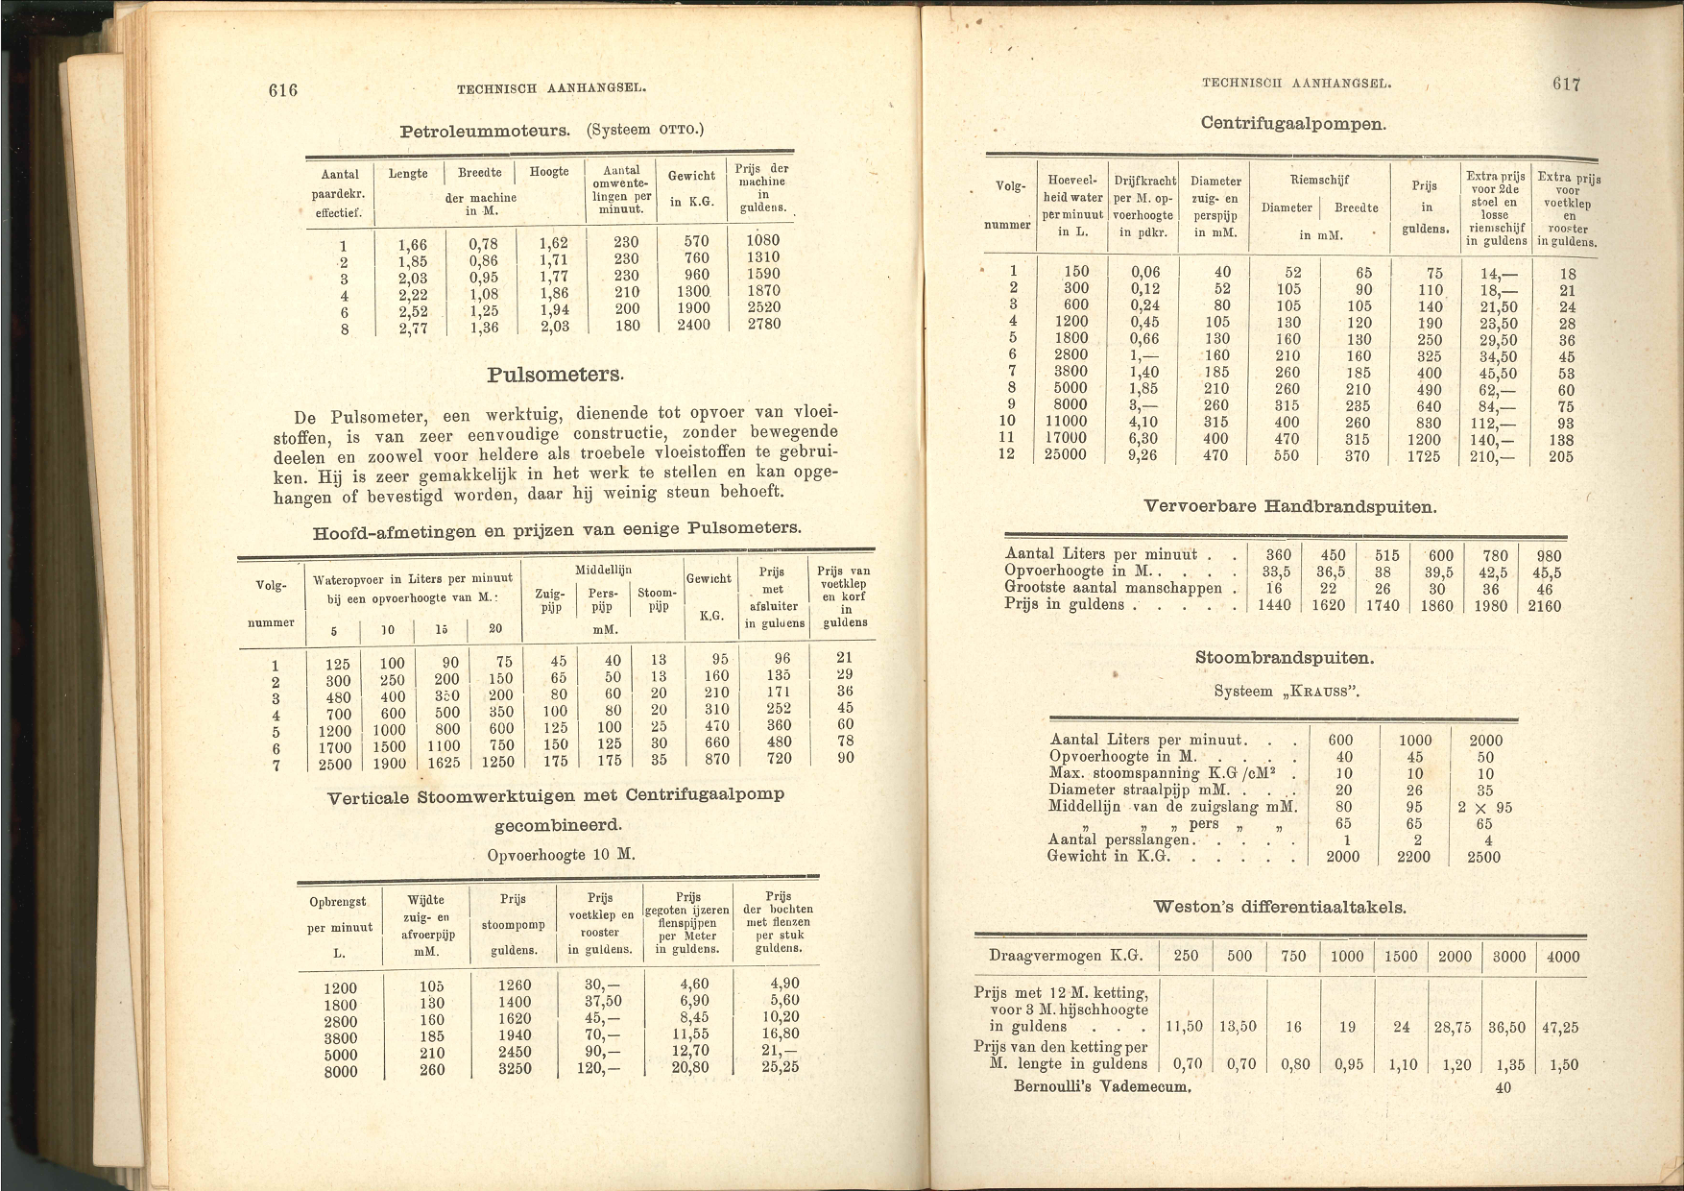 616
TECHNISCH AANHANGSEL.
Petroleummoteurs. (Systeem OTTO.)
Aantal paardekr. effectief. Lengte Breedte Hoogte der machine in M. Aantal omwente- lingen per minuut. Gewicht in K.G. Prijs der machine in guldens.
1 1,66 0,78 1,62 230 570 1080
2 1,85 0,86 1,71 230 760 1310
3 2,03 0,95 1,77 230 960 1590
4 2,22 1,08 1,86 210 1300 1870
6 2,52 1,25 1,94 200 1900 2520
8 2,77 1,36 2,03 180 2400 2780
Pulsometers.
De Pulsometer, een werktuig, dienende tot opvoer van vloei-
stoffen, is van zeer eenvoudige constructie, zonder bewegende
deelen en zoowel voor heldere als troebele vloeistoffen te gebrui-
ken. Hij is zeer gemakkelijk in het werk te stellen en kan opge-
hangen of bevestigd worden, daar hij weinig steun behoeft.
Hoofd-afmetingen en prijzen van eenige Pulsometers.
Volg- nummer Wateropvoer in Liters per minuut bij een opvoerhoogte van M.: 5 10 15 20 Middellijn Zuig- pijp Pers- pijp Stoom- pijp mM. Gewicht K.G. Prijs met afsluiter in guldens Prijs van voetklep en korf in guldens
1 125 100 90 75 45 40 13 95 96 21
2 300 250 200 150 65 50 13 160 135 29
3 480 400 350 200 80 60 20 210 171 36
4 700 600 500 350 100 80 20 310 252 45
5 1200 1000 800 600 125 100 25 470 360 60
6 1700 1500 1100 750 150 125 30 660 480 78
7 2500 1900 1625 1250 175 175 35 870 720 90
Verticale Stoomwerktuigen met Centrifugaalpomp
gecombineerd.
Opvoerhoogte 10 M.
Opbrengst per minuut L. Wijdte zuig- en afvoerpijp mM. Prijs stoompomp guldens. Prijs voetklep en rooster in guldens. Prijs gegoten ijzeren flenspijpen per Meter in guldens. Prijs der bochten met flenzen per stuk guldens.
1200 105 1260 30,— 4,60 4,90
1800 130 1400 37,50 6,90 5,60
2800 160 1620 45,— 8,45 10,20
3800 185 1940 70,— 11,55 16,80
5000 210 2450 90,— 12,70 21,—
8000 260 3250 120,— 20,80 25,25
TECHNISCH AANHANGSEL.
617
Centrifugaalpompen.
Volg- nummer Hoeveel- heid water per minuut in L. Drijfkracht per M. op- voerhoogte in pdkr. Diameter zuig- en perspijp in mM. Riemschijf Diameter Breedte in mM. Prijs in guldens. Extra prijs voor 2de stoel en losse riemschijf in guldens Extra prijs voor voetklep en rooster in guldens.
1 150 0,06 40 52 65 75 14,— 18
2 300 0,12 52 105 90 110 18,— 21
3 600 0,24 80 105 105 140 21,50 24
4 1200 0,45 105 130 120 190 23,50 28
5 1800 0,66 130 160 130 250 29,50 36
6 2800 1,— 160 210 160 325 34,50 45
7 3800 1,40 185 260 185 400 45,50 53
8 5000 1,85 210 260 210 490 62,— 60
9 8000 3,— 260 315 235 640 84,— 75
10 11000 4,10 315 400 260 830 112,— 93
11 17000 6,30 400 470 315 1200 140,— 138
12 25000 9,26 470 550 370 1725 210,— 205
Vervoerbare Handbrandspuiten.
Aantal Liters per minuut . . 360 450 515 600 780 980
Opvoerhoogte in M. . . . . 33,5 36,5 38 39,5 42,5 45,5
Grootste aantal manschappen . 16 22 26 30 36 46
Prijs in guldens . . . . . 1440 1620 1740 1860 1980 2160
Stoombrandspuiten.
Systeem „KRAUSS”.
Aantal Liters per minuut. . . 600 1000 2000
Opvoerhoogte in M. . . . . 40 45 50
Max. stoomspanning K.G/cM² . 10 10 10
Diameter straalpijp mM. . . . 20 26 35
Middellijn van de zuigslang mM. 80 95 2 × 95
„ „ „ pers „ „ 65 65 65
Aantal persslangen. . . . . 1 2 4
Gewicht in K.G. . . . . . 2000 2200 2500
Weston's differentiaaltakels.
Draagvermogen K.G. 250 500 750 1000 1500 2000 3000 4000
Prijs met 12 M. ketting,
voor 3 M. hijschhoogte
in guldens . . . 11,50 13,50 16 19 24 28,75 36,50 47,25
Prijs van den ketting per
M. lengte in guldens 0,70 0,70 0,80 0,95 1,10 1,20 1,35 1,50
Bernoulli's Vademecum. 40